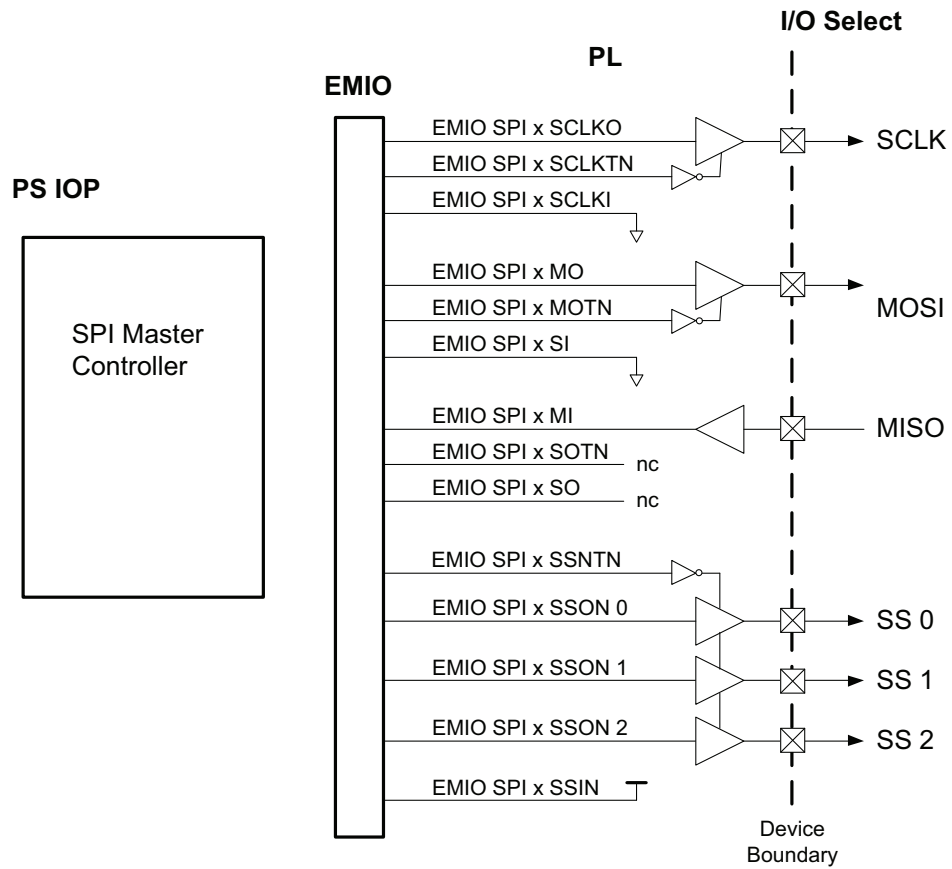 I/O Select
PL
EMIO
EMIO SPI x SCLKO
SCLK
EMIO SPI x SCLKTN
PS IOP
EMIO SPI x SCLKI
EMIO SPI x MO
MOSI
EMIO SPI x MOTN
SPI Master
Controller
EMIO SPI x SI
EMIO SPI x MI
MISO
EMIO SPI x SOTN
nc
EMIO SPI x SO
nc
EMIO SPI x SSNTN
EMIO SPI x SSON 0
SS 0
EMIO SPI x SSON 1
SS 1
EMIO SPI x SSON 2
SS 2
EMIO SPI x SSIN
Device
Boundary